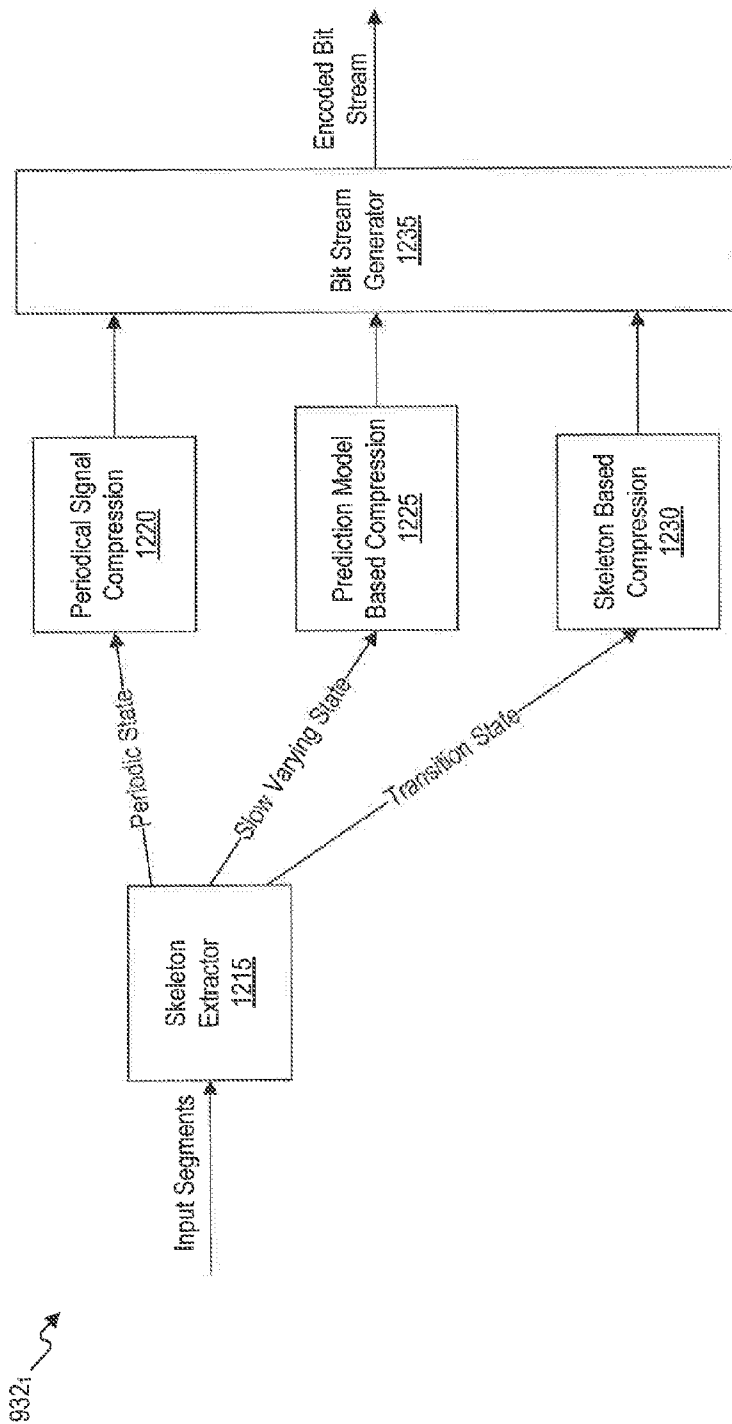 932₁
Input Segments
Skeleton
Extractor
1215
Periodic State
Slow Varying State
Transition State
Periodical Signal
Compression
1220
Prediction Model
Based Compression
1225
Skeleton Based
Compression
1230
Bit Stream
Generator
1235
Encoded Bit
Stream